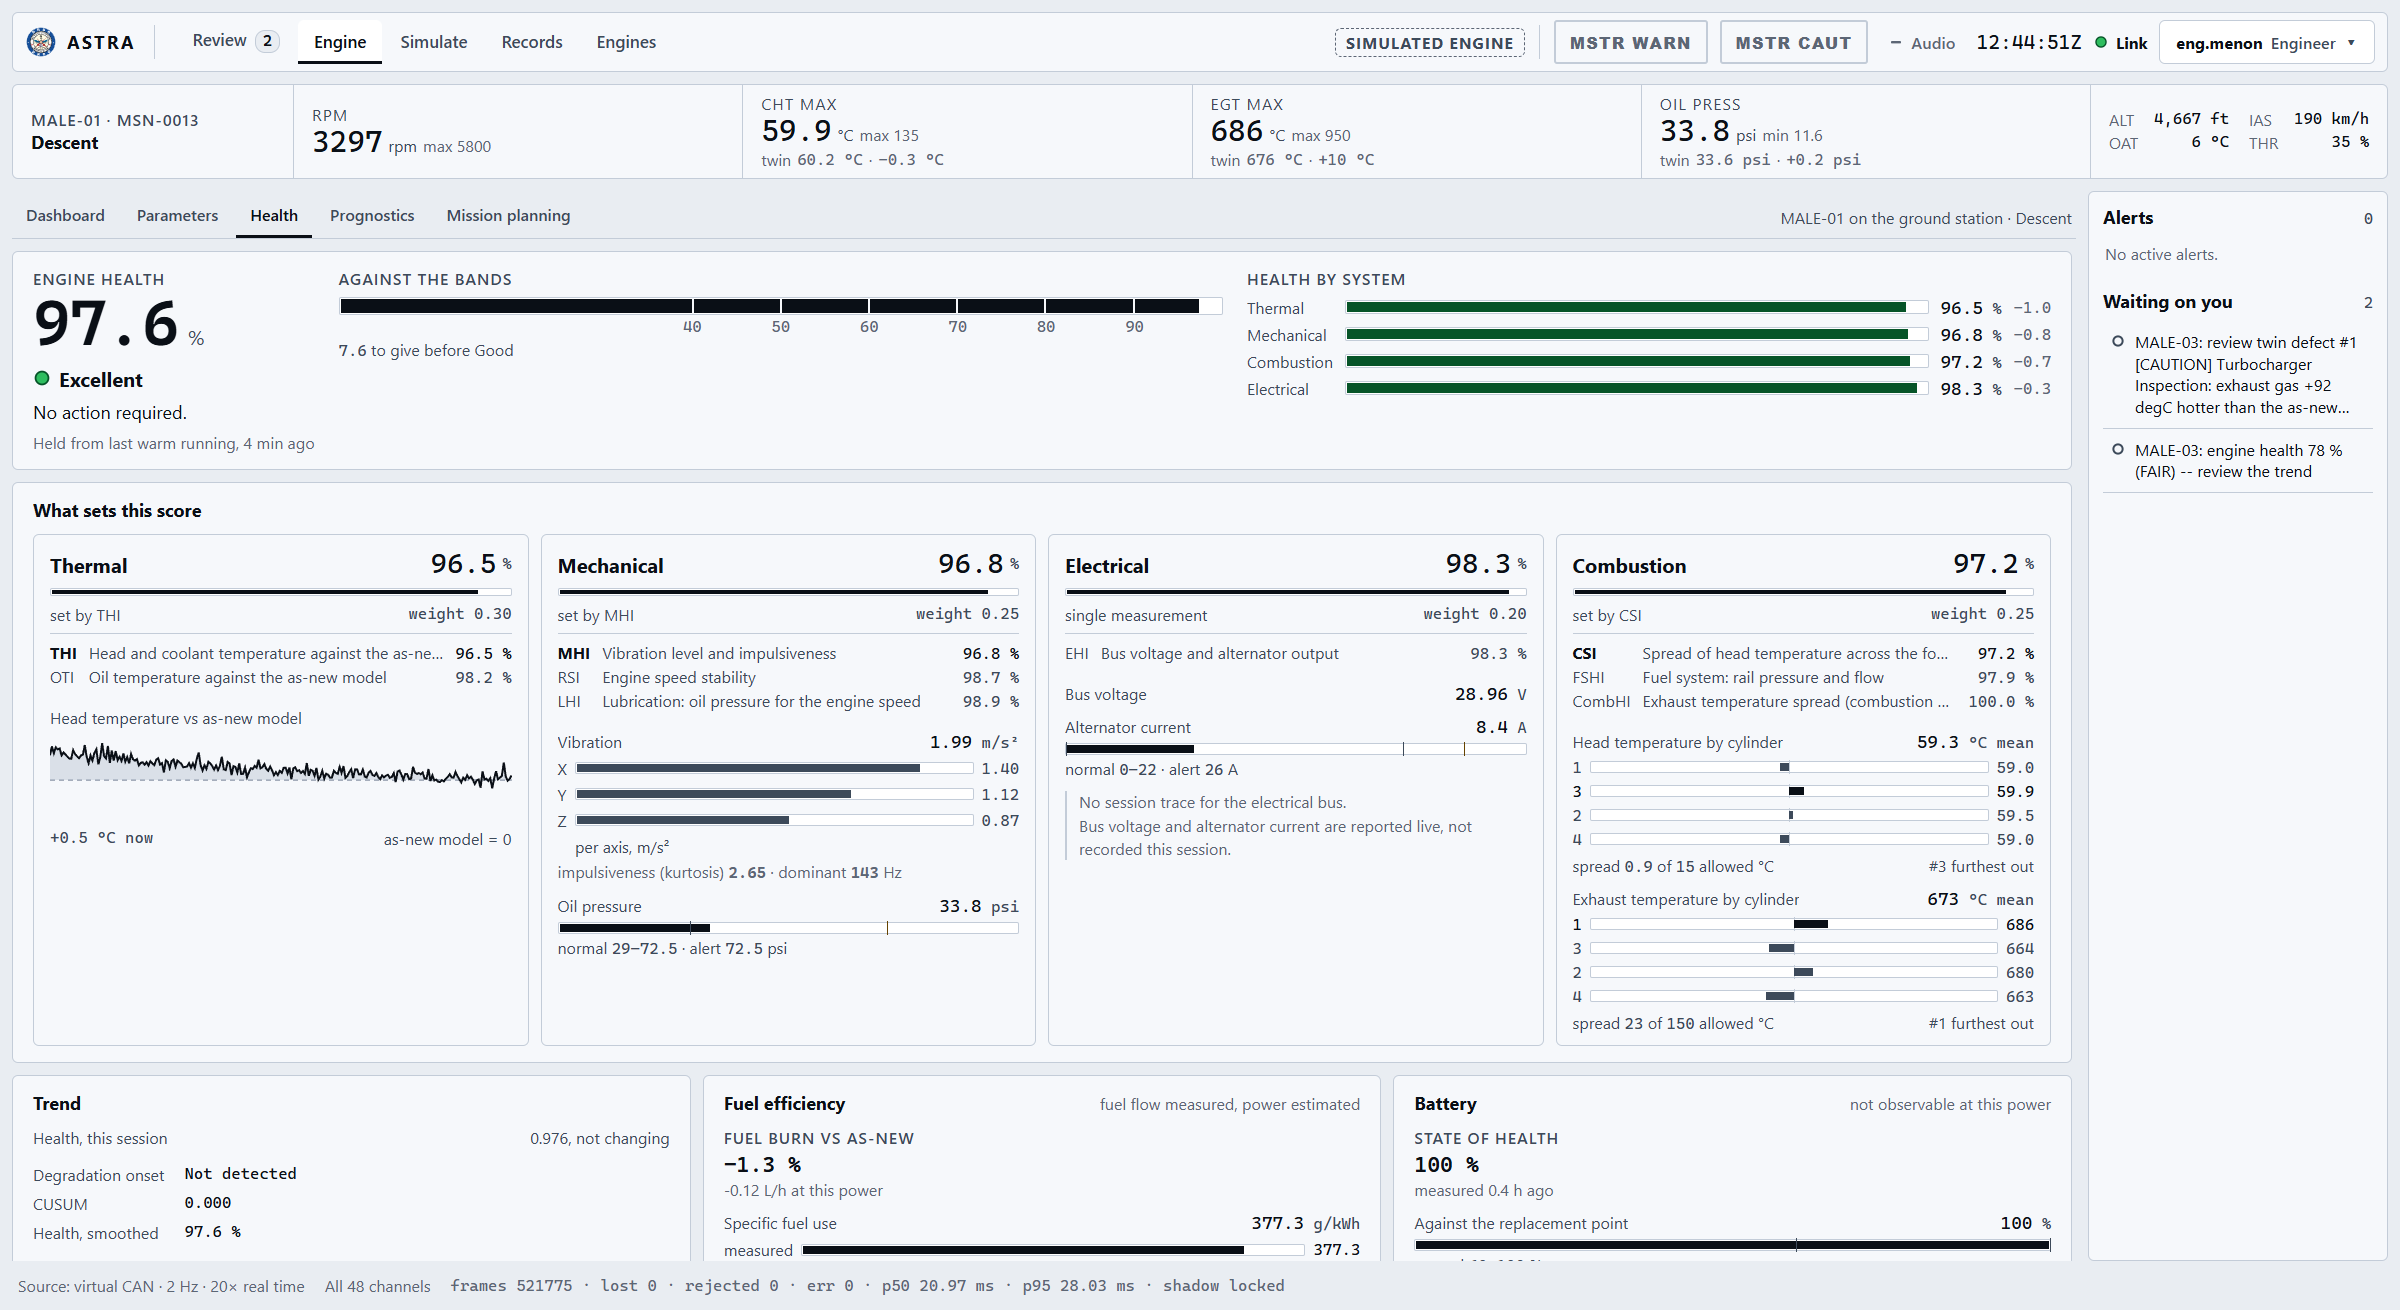 ASTRA
Review 2
Engine
Simulate
Records
Engines
SIMULATED ENGINE
MSTR WARN
MSTR CAUT
– Audio
12:44:51Z
Link
eng.menon Engineer ▾
MALE-01 · MSN-0013
Descent
RPM
3297 rpm max 5800
CHT MAX
59.9 °C max 135
twin 60.2 °C · −0.3 °C
EGT MAX
686 °C max 950
twin 676 °C · +10 °C
OIL PRESS
33.8 psi min 11.6
twin 33.6 psi · +0.2 psi
ALT 4,667 ft IAS 190 km/h
OAT 6 °C THR 35 %
Dashboard
Parameters
Health
Prognostics
Mission planning
MALE-01 on the ground station · Descent
ENGINE HEALTH
97.6 %
Excellent
No action required.
Held from last warm running, 4 min ago
AGAINST THE BANDS
40 50 60 70 80 90
7.6 to give before Good
HEALTH BY SYSTEM
Thermal 96.5 % −1.0
Mechanical 96.8 % −0.8
Combustion 97.2 % −0.7
Electrical 98.3 % −0.3
What sets this score
Thermal 96.5 %
set by THI weight 0.30
THI Head and coolant temperature against the as-ne... 96.5 %
OTI Oil temperature against the as-new model 98.2 %
Head temperature vs as-new model
+0.5 °C now as-new model = 0
Mechanical 96.8 %
set by MHI weight 0.25
MHI Vibration level and impulsiveness 96.8 %
RSI Engine speed stability 98.7 %
LHI Lubrication: oil pressure for the engine speed 98.9 %
Vibration 1.99 m/s²
X 1.40
Y 1.12
Z 0.87
per axis, m/s²
impulsiveness (kurtosis) 2.65 · dominant 143 Hz
Oil pressure 33.8 psi
normal 29–72.5 · alert 72.5 psi
Electrical 98.3 %
single measurement weight 0.20
EHI Bus voltage and alternator output 98.3 %
Bus voltage 28.96 V
Alternator current 8.4 A
normal 0–22 · alert 26 A
No session trace for the electrical bus.
Bus voltage and alternator current are reported live, not
recorded this session.
Combustion 97.2 %
set by CSI weight 0.25
CSI Spread of head temperature across the fo... 97.2 %
FSHI Fuel system: rail pressure and flow 97.9 %
CombHI Exhaust temperature spread (combustion ... 100.0 %
Head temperature by cylinder 59.3 °C mean
1 59.0
3 59.9
2 59.5
4 59.0
spread 0.9 of 15 allowed °C #3 furthest out
Exhaust temperature by cylinder 673 °C mean
1 686
3 664
2 680
4 663
spread 23 of 150 allowed °C #1 furthest out
Trend
Health, this session 0.976, not changing
Degradation onset Not detected
CUSUM 0.000
Health, smoothed 97.6 %
Fuel efficiency fuel flow measured, power estimated
FUEL BURN VS AS-NEW
−1.3 %
-0.12 L/h at this power
Specific fuel use 377.3 g/kWh
measured 377.3
Battery not observable at this power
STATE OF HEALTH
100 %
measured 0.4 h ago
Against the replacement point 100 %
Alerts 0
No active alerts.
Waiting on you 2
MALE-03: review twin defect #1
[CAUTION] Turbocharger
Inspection: exhaust gas +92
degC hotter than the as-new...
MALE-03: engine health 78 %
(FAIR) -- review the trend
Source: virtual CAN · 2 Hz · 20× real time All 48 channels frames 521775 · lost 0 · rejected 0 · err 0 · p50 20.97 ms · p95 28.03 ms · shadow locked